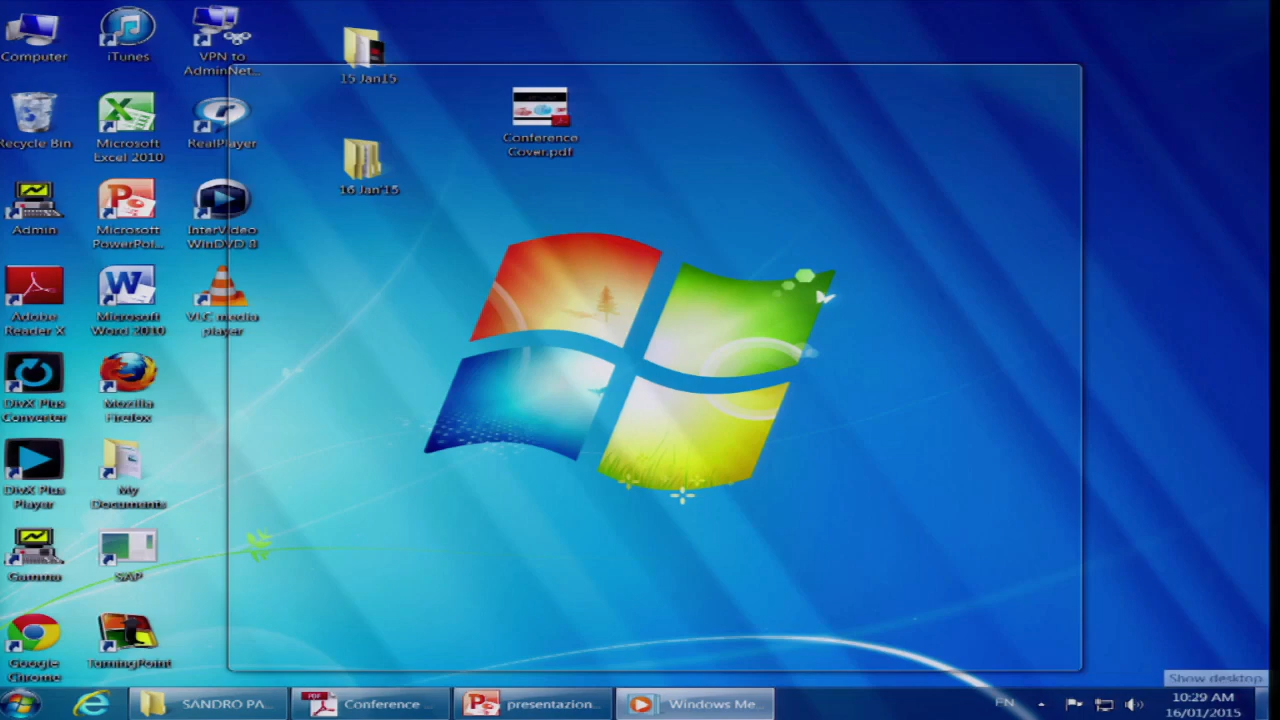 Computer
iTunes
VPN to
AdminNet...
15 Jan15
Recycle Bin
Microsoft
Excel 2010
RealPlayer
Conference
Cover.pdf
16 Jan'15
Admin
Microsoft
PowerPoi...
InterVideo
WinDVD 8
Adobe
Reader X
Microsoft
Word 2010
VLC media
player
DivX Plus
Converter
Mozilla
Firefox
DivX Plus
Player
My
Documents
Gamma
SAP
Google
Chrome
TurningPoint
Show desktop
SANDRO PA...
PDF
Conference
presentazion...
Windows Me...
EN
10:29 AM
16/01/2015